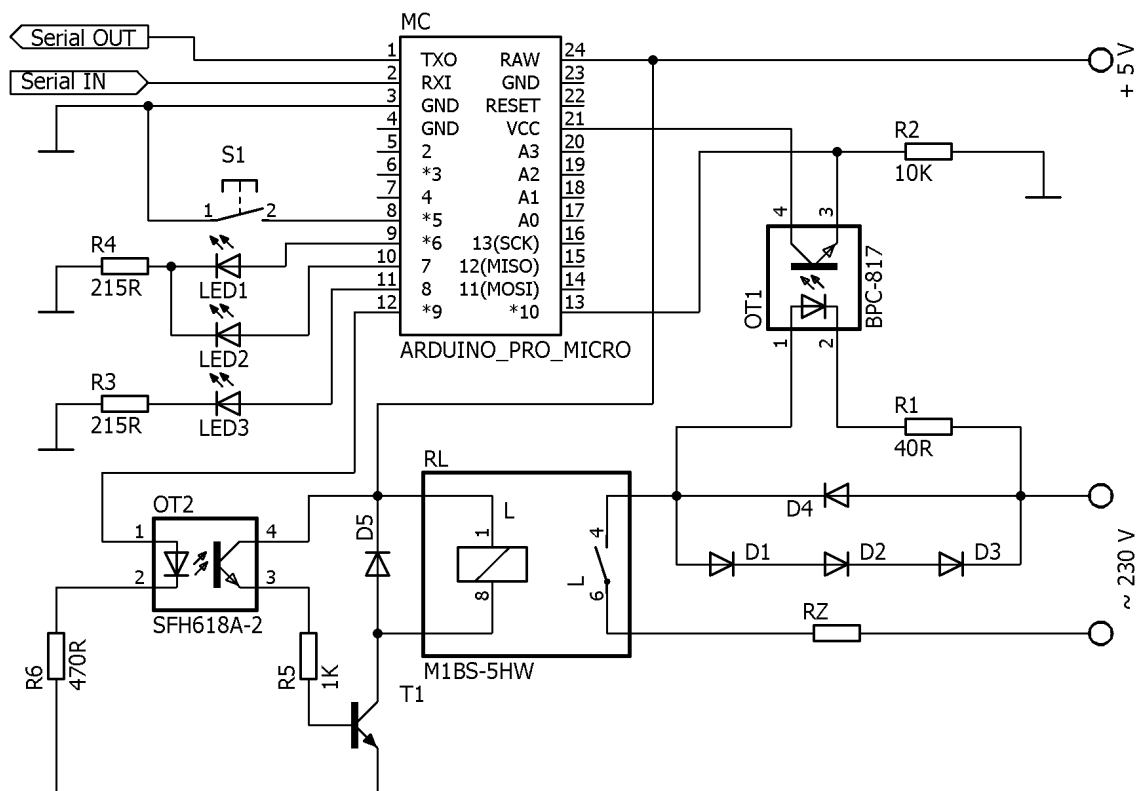 MC
Serial OUT
Serial IN
1 TXO RAW 24
2 RXI GND 23
3 GND RESET 22
4 GND VCC 21
5 2 A3 20
6 *3 A2 19
7 4 A1 18
8 *5 A0 17
9 *6 13(SCK) 16
10 7 12(MISO) 15
11 8 11(MOSI) 14
12 *9 *10 13
ARDUINO_PRO_MICRO
+ 5 V
S1
1 2
R2
10K
R4
215R
LED1
LED2
R3
215R
LED3
4 3
OT1
BPC-817
1 2
R1
40R
D4
D1 D2 D3
~ 230 V
RZ
RL
L
1
8
4
L
6
M1BS-5HW
D5
OT2
1 4
2 3
SFH618A-2
R6
470R
R5
1K
T1